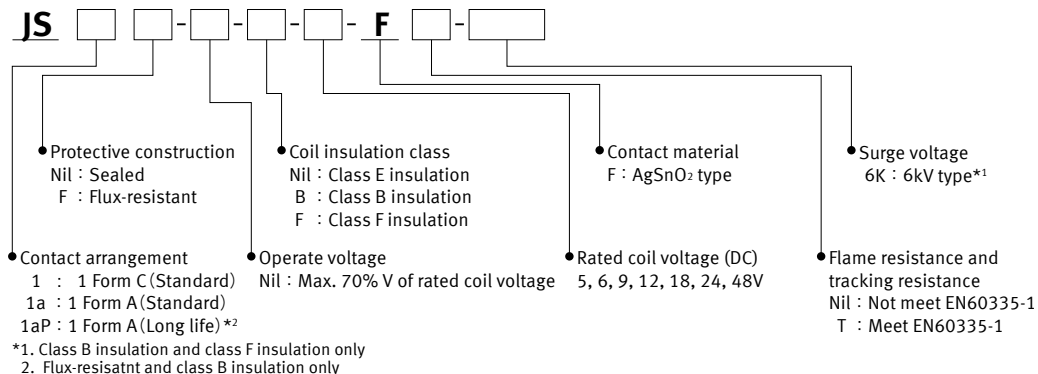 JS - - - - F -
Protective construction
Nil : Sealed
F : Flux-resistant
Coil insulation class
Nil : Class E insulation
B : Class B insulation
F : Class F insulation
Contact material
F : AgSnO2 type
Surge voltage
6K : 6kV type*1
Contact arrangement
1 : 1 Form C (Standard)
1a : 1 Form A (Standard)
1aP : 1 Form A (Long life) *2
Operate voltage
Nil : Max. 70% V of rated coil voltage
Rated coil voltage (DC)
5, 6, 9, 12, 18, 24, 48V
Flame resistance and
tracking resistance
Nil : Not meet EN60335-1
T : Meet EN60335-1
*1. Class B insulation and class F insulation only
2. Flux-resisatnt and class B insulation only